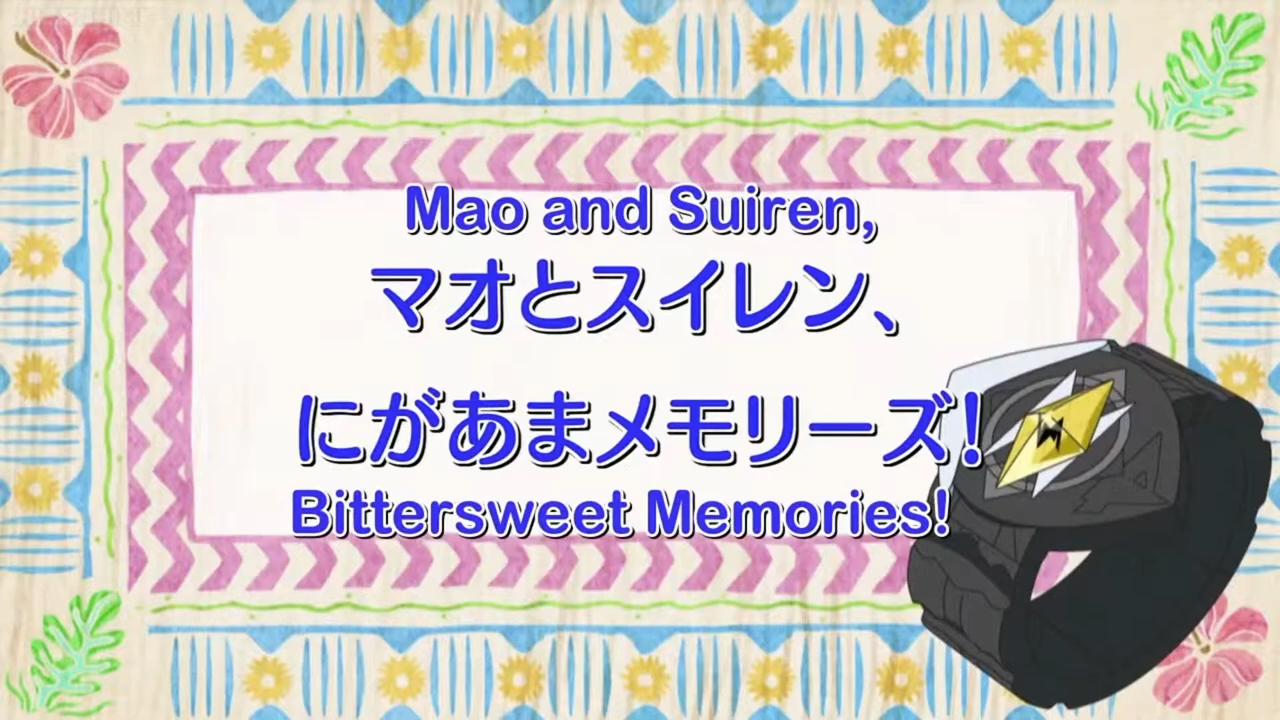 Mao and Suiren,
マオとスイレン、
にがあまメモリーズ!
Bittersweet Memories!